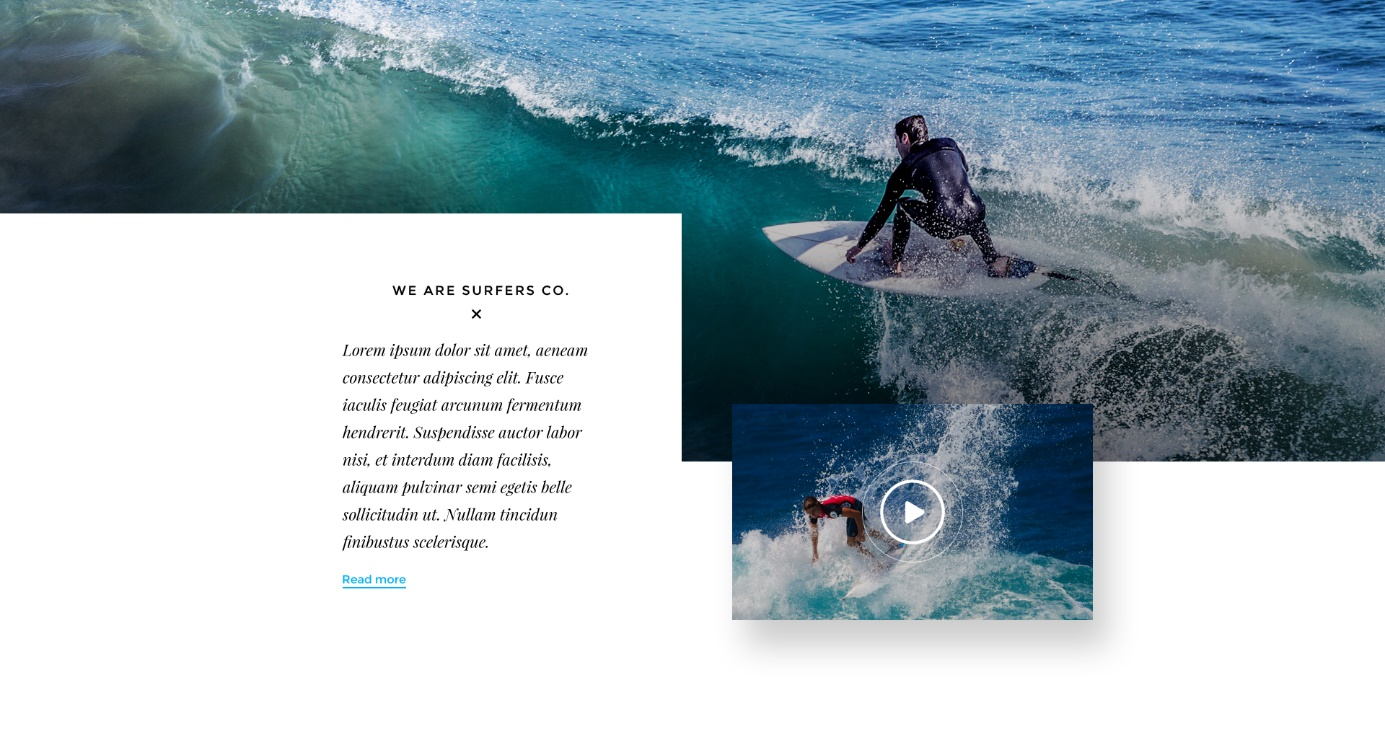 WE ARE SURFERS CO.
Lorem ipsum dolor sit amet, aeneam
consectetur adipiscing elit. Fusce
iaculis feugiat arcunum fermentum
hendrerit. Suspendisse auctor labor
nisi, et interdum diam facilisis,
aliquam pulvinar semi egetis belle
sollicitudin ut. Nullam tincidun
finibustus scelerisque.
Read more